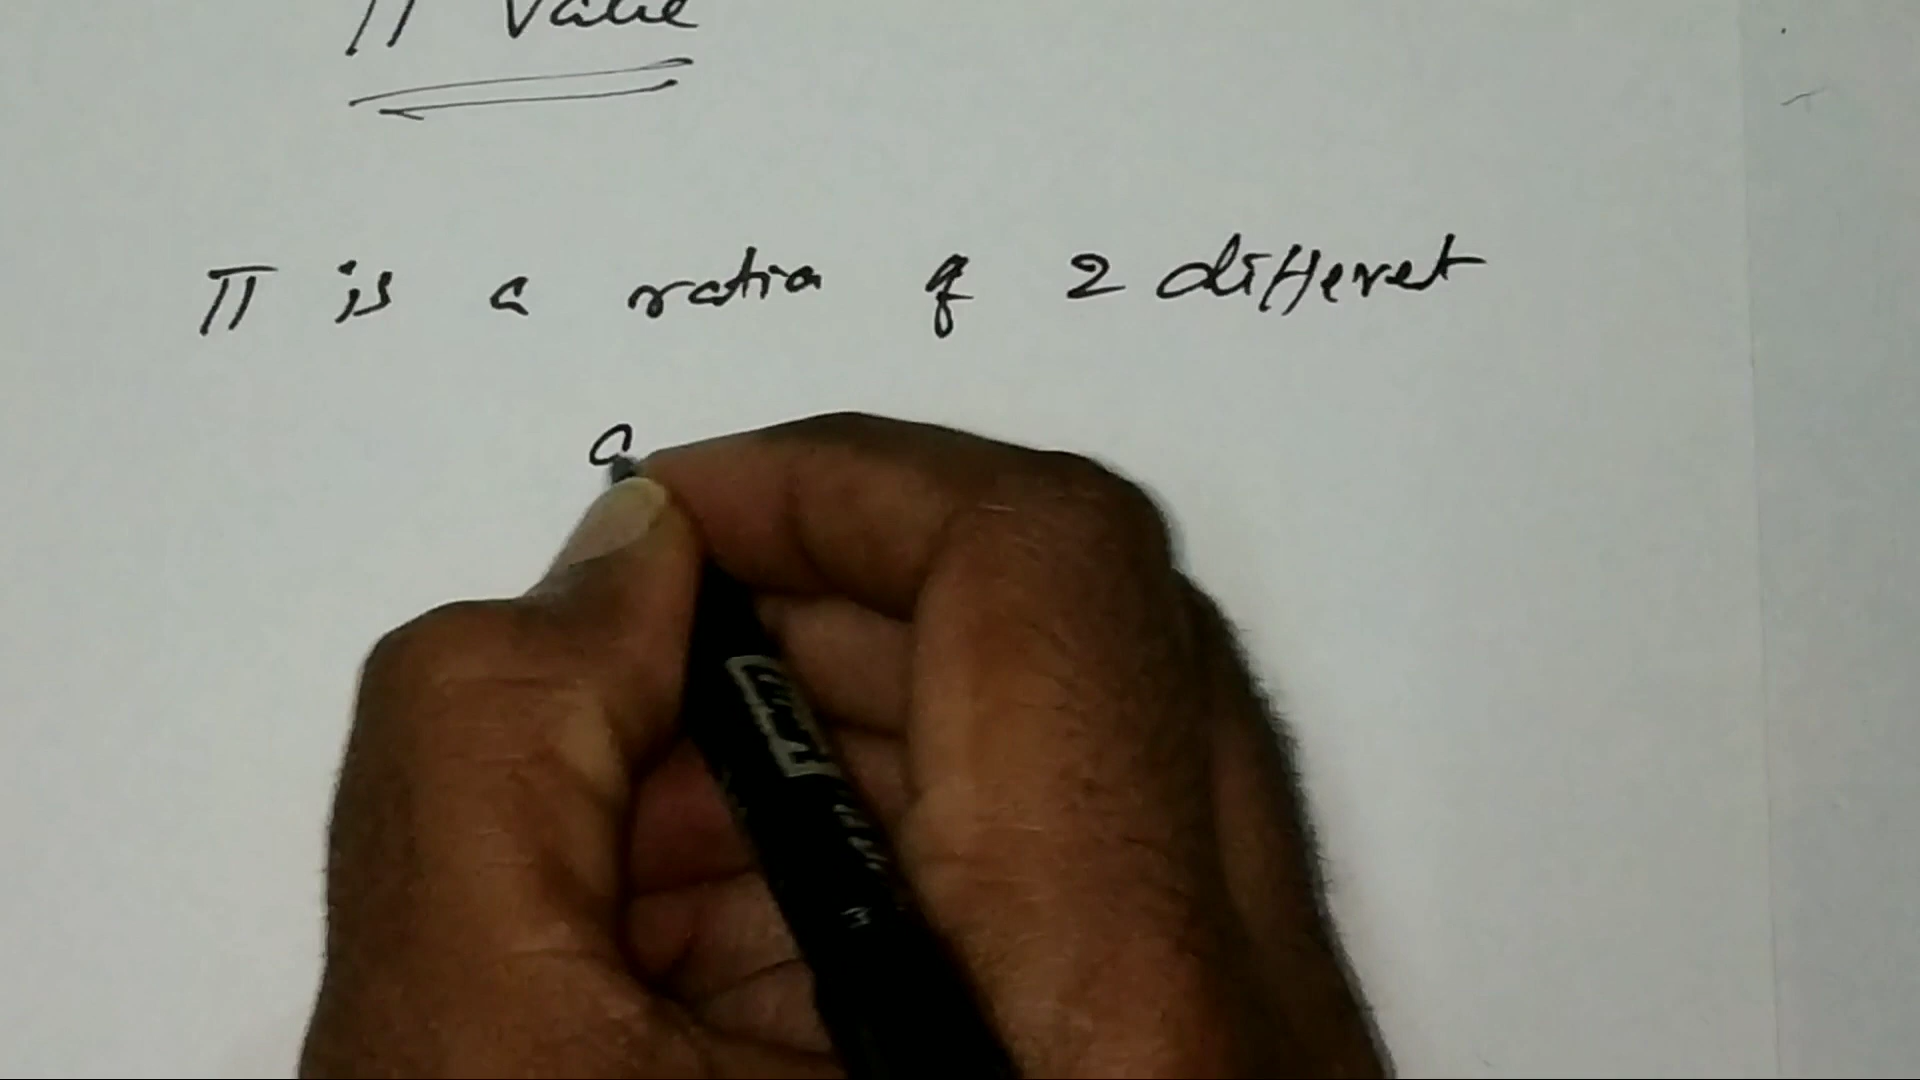 π value
π is a ratio of 2 differet
a